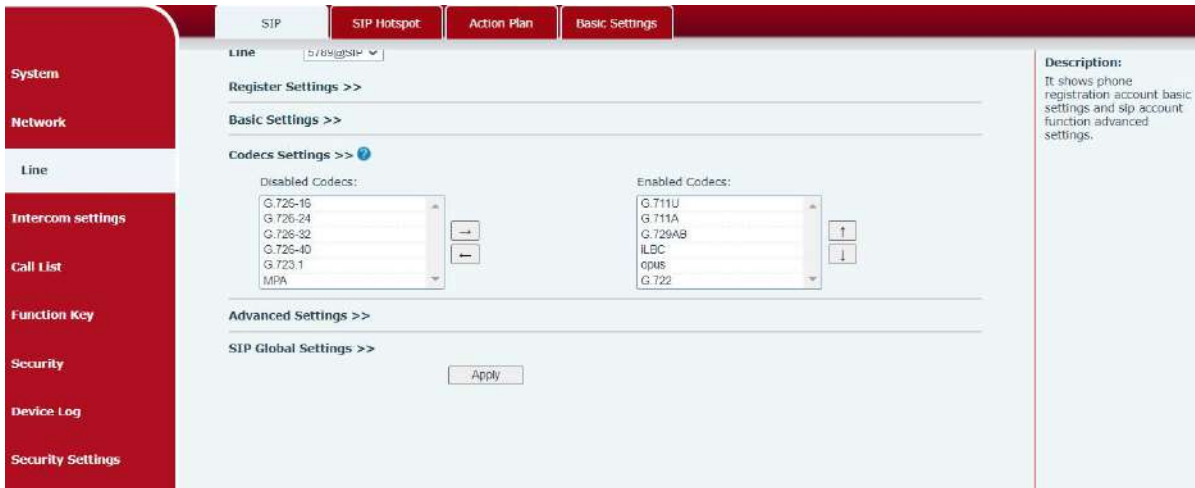 SIP
SIP Hotspot
Action Plan
Basic Settings
System
Network
Line
Intercom settings
Call List
Function Key
Security
Device Log
Security Settings
Line 5789@SIP
Register Settings >>
Basic Settings >>
Codecs Settings >> ?
Disabled Codecs:
G.726-16
G.726-24
G.726-32
G.726-40
G.723.1
MPA
→
←
Enabled Codecs:
G.711U
G.711A
G.729AB
iLBC
opus
G.722
↑
↓
Advanced Settings >>
SIP Global Settings >>
Apply
Description:
It shows phone
registration account basic
settings and sip account
function advanced
settings.